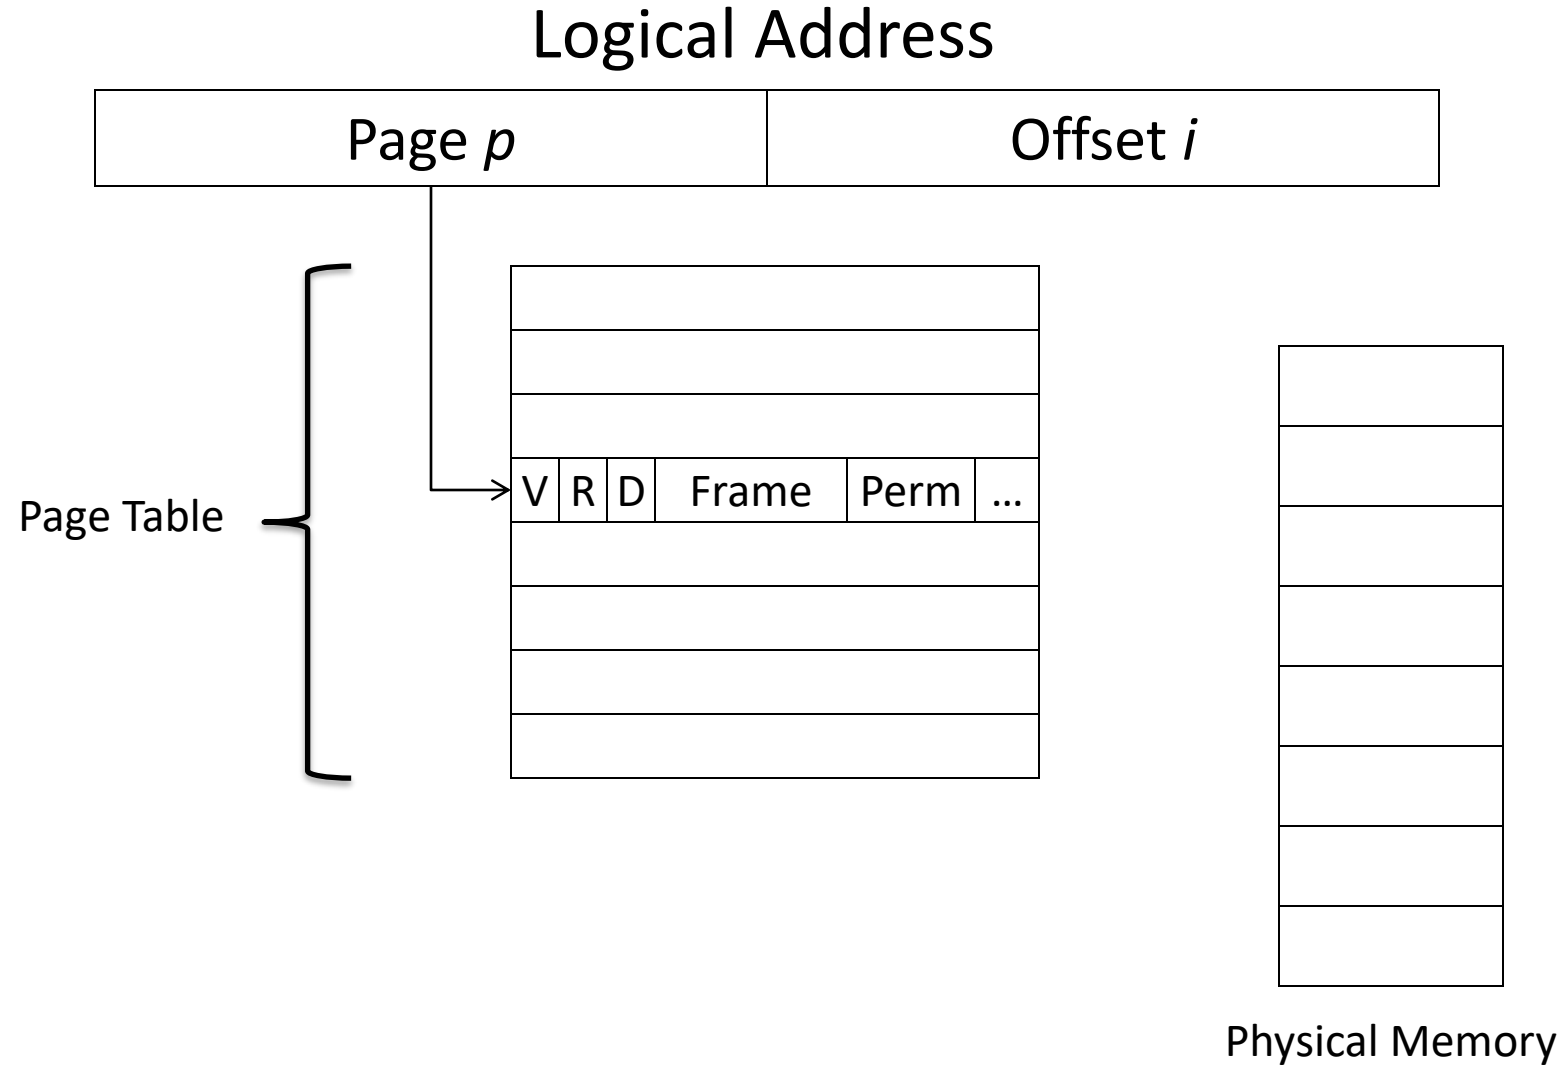 Logical Address
Page p
Offset i
V R D Frame Perm ...
Page Table
Physical Memory